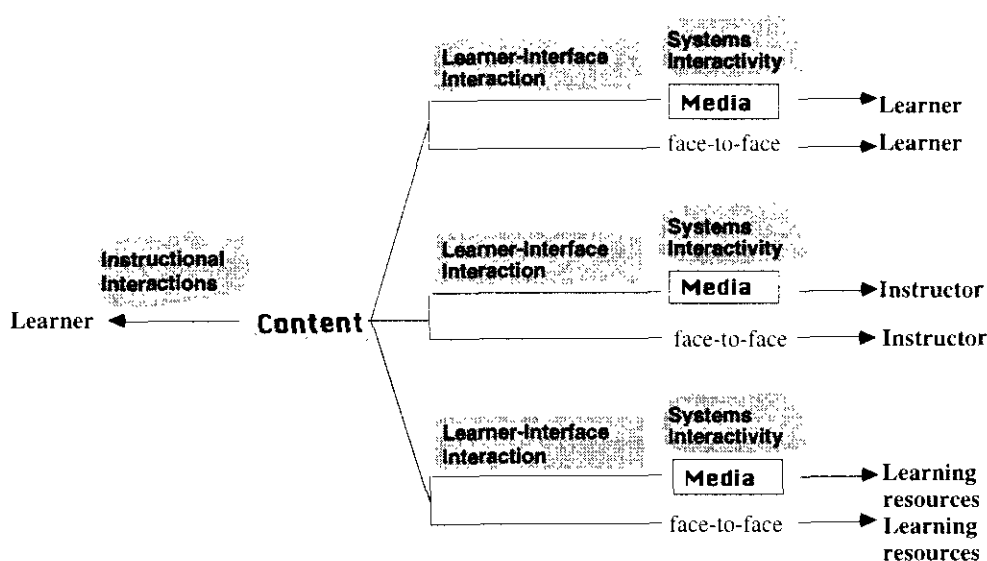 Learner-Interface
Interaction
Systems
Interactivity
Media
Learner
face-to-face
Learner
Instructional
Interactions
Learner
Content
Learner-Interface
Interaction
Systems
Interactivity
Media
Instructor
face-to-face
Instructor
Learner-Interface
Interaction
Systems
Interactivity
Media
Learning
resources
face-to-face
Learning
resources